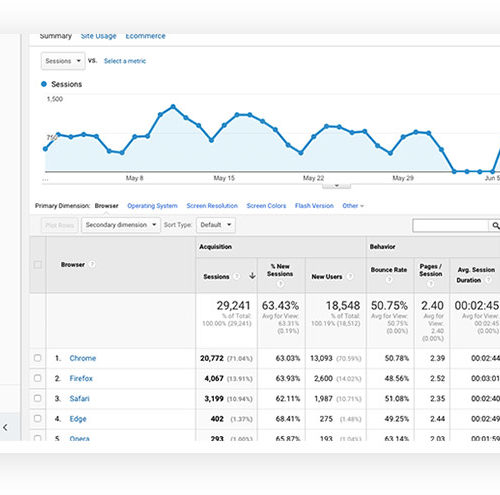 Summary Site Usage Ecommerce
Sessions vs. Select a metric
Sessions
1,500
750
... May 8 May 15 May 22 May 29 Jun 5
Primary Dimension: Browser Operating System Screen Resolution Screen Colors Flash Version Other
Plot Rows Secondary dimension Sort Type: Default
Browser ? Acquisition Behavior
Sessions ? % New Sessions ? New Users ? Bounce Rate ? Pages / Session ? Avg. Session Duration ?
29,241 63.43% 18,548 50.75% 2.40 00:02:45
% of Total: 100.00% (29,241) Avg for View: 63.31% (0.19%) % of Total: 100.19% (18,512) Avg for View: 50.75% (0.00%) Avg for View: 2.40 (0.00%) Avg for View: 00:02:45 (0.00%)
1. Chrome 20,772 (71.04%) 63.03% 13,093 (70.59%) 50.78% 2.39 00:02:44
2. Firefox 4,067 (13.91%) 63.93% 2,600 (14.02%) 48.56% 2.52 00:03:01
3. Safari 3,199 (10.94%) 62.11% 1,987 (10.71%) 51.08% 2.35 00:02:40
4. Edge 402 (1.37%) 68.41% 275 (1.48%) 49.25% 2.44 00:02:49
5. Opera 293 (1.00%) 65.87% 193 (1.04%) 63.14% 2.03 00:01:59